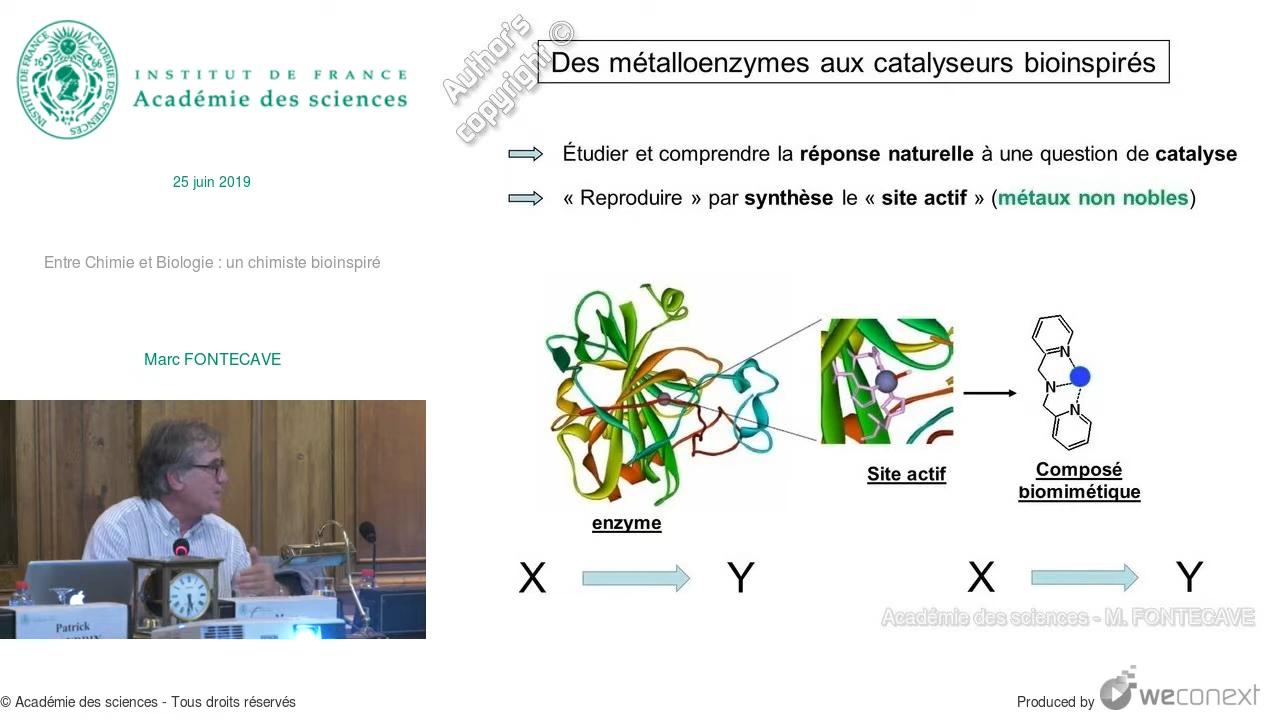 INSTITUT DE FRANCE
Académie des sciences
25 juin 2019
Entre Chimie et Biologie : un chimiste bioinspiré
Marc FONTECAVE
Patrick
Author's
copyright ©
Des métalloenzymes aux catalyseurs bioinspirés
Étudier et comprendre la réponse naturelle à une question de catalyse
« Reproduire » par synthèse le « site actif » (métaux non nobles)
N
N
N
enzyme
Site actif
Composé
biomimétique
X
Y
X
Y
Académie des sciences - M. FONTECAVE
© Académie des sciences - Tous droits réservés
Produced by
weconext